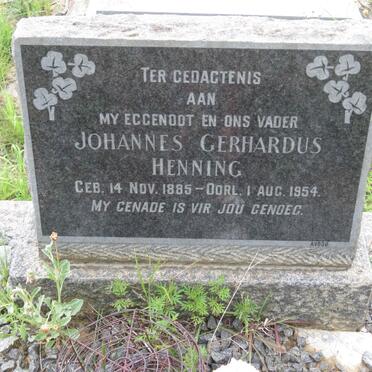 TER GEDAGTENIS
AAN
MY EGGENOOT EN ONS VADER
JOHANNES GERHARDUS
HENNING
GEB. 14 NOV. 1885 – OORL. 1 AUG. 1954.
MY GENADE IS VIR JOU GENOEG.